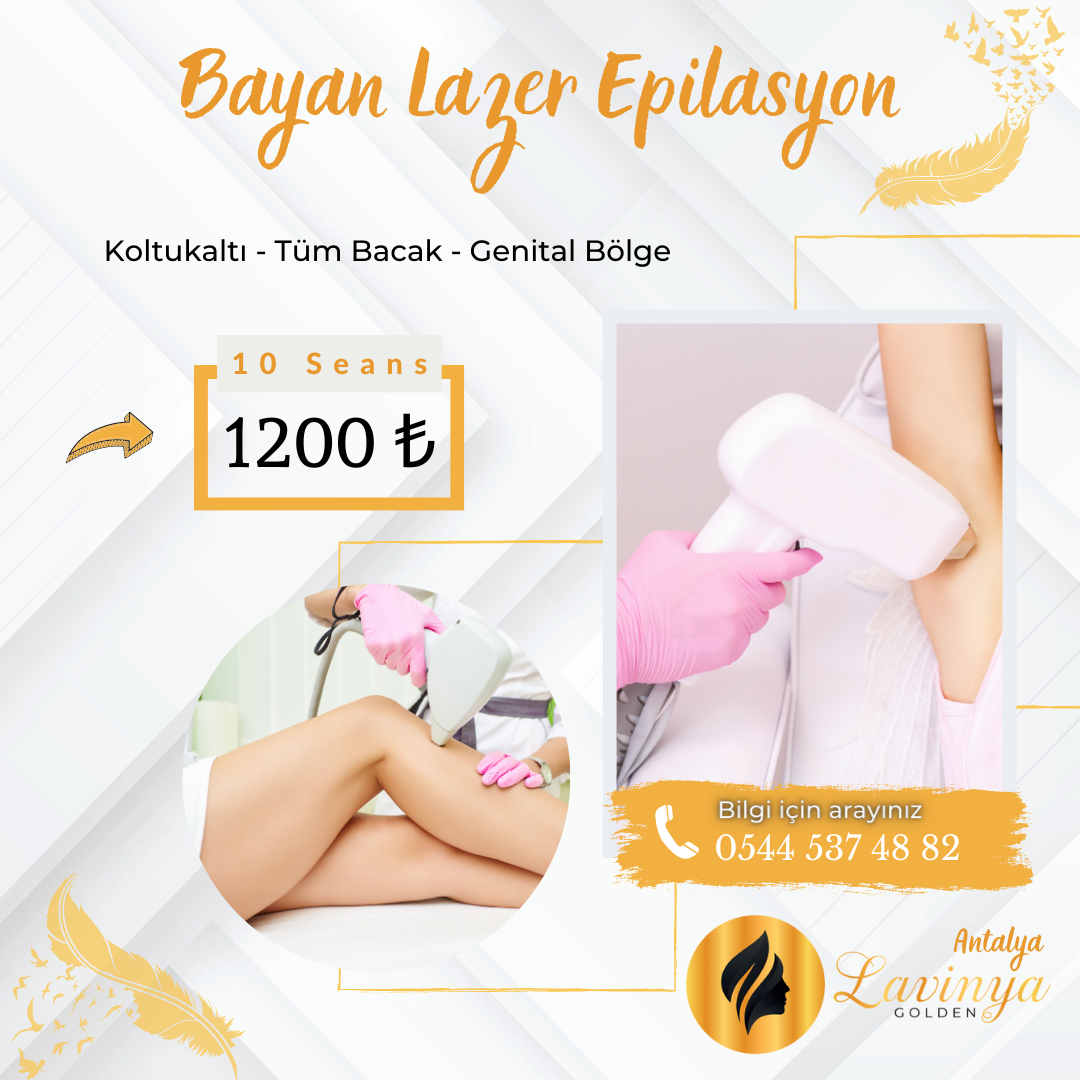 Bayan Lazer Epilasyon
Koltukaltı - Tüm Bacak - Genital Bölge
10 Seans
1200 ₺
Bilgi için arayınız
0544 537 48 82
Antalya
Lavinya
GOLDEN